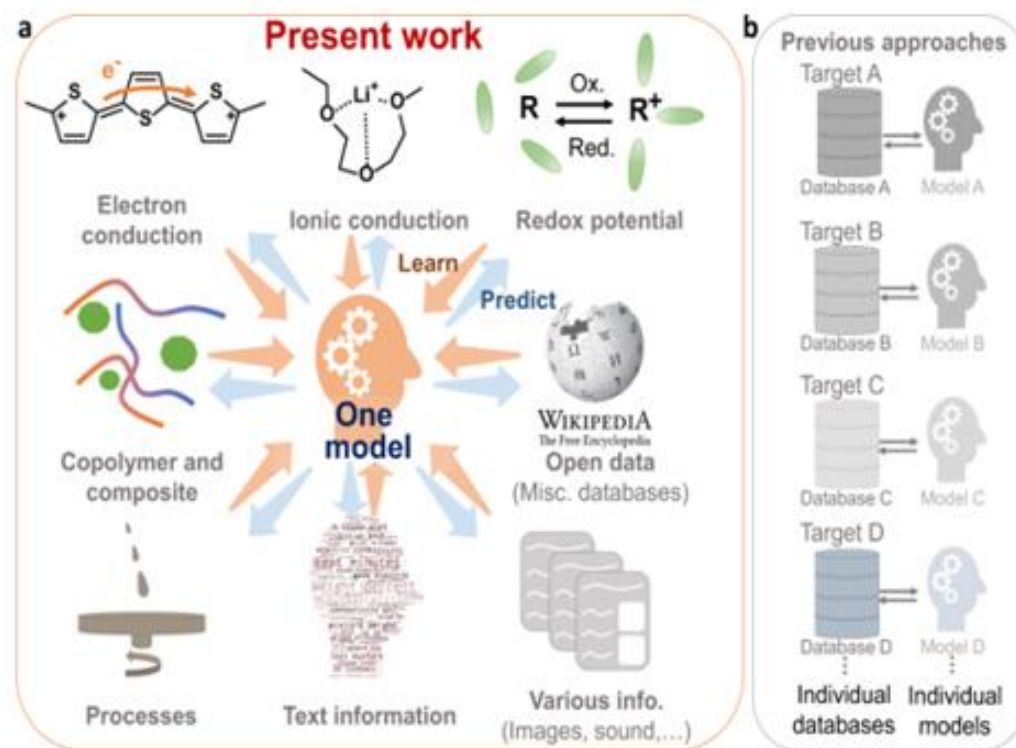 a
Present work
e-
S
S
S
Li+
O
O
O
Ox.
R
R+
Red.
Electron
conduction
Ionic conduction
Redox potential
Learn
Predict
One
model
Copolymer and
composite
WIKIPEDIA
The Free Encyclopedia
Open data
(Misc. databases)
Processes
Text information
Various info.
(Images, sound,...)
b
Previous approaches
Target A
Database A
Model A
Target B
Database B
Model B
Target C
Database C
Model C
Target D
Database D
Model D
Individual
databases
Individual
models